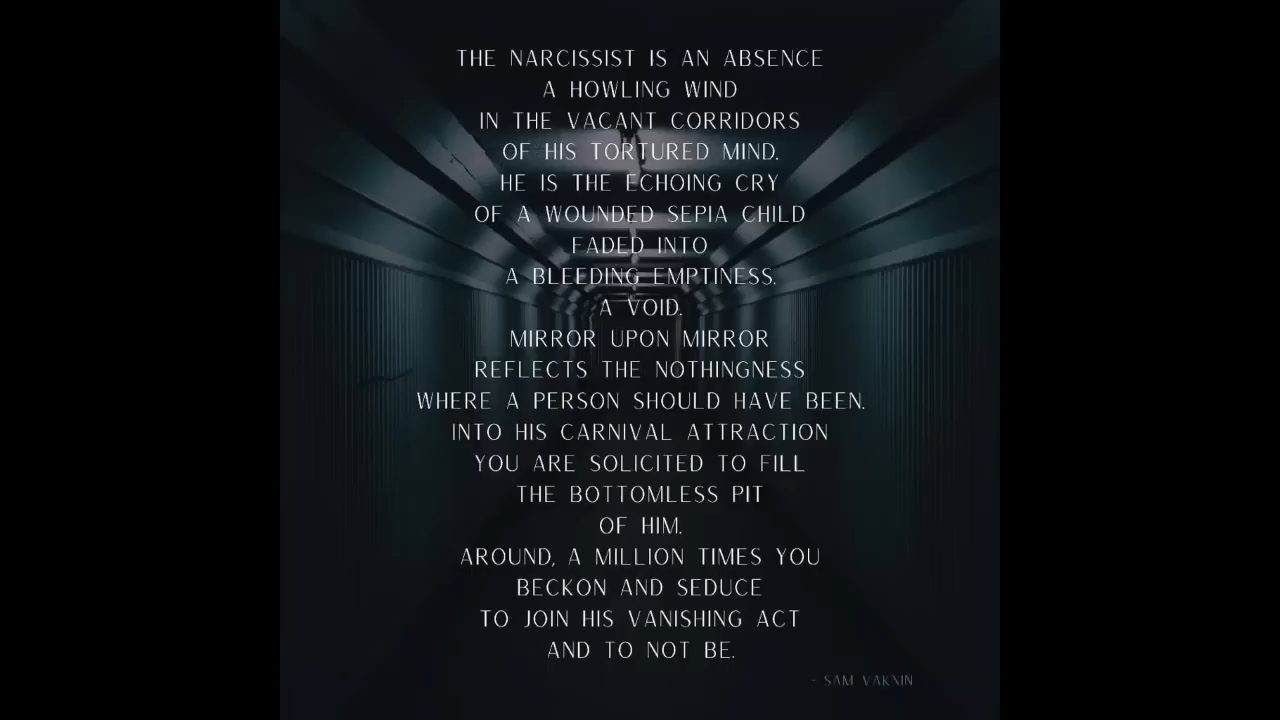 THE NARCISSIST IS AN ABSENCE
A HOWLING WIND
IN THE VACANT CORRIDORS
OF HIS TORTURED MIND.
HE IS THE ECHOING CRY
OF A WOUNDED SEPIA CHILD
FADED INTO
A BLEEDING EMPTINESS.
A VOID.
MIRROR UPON MIRROR
REFLECTS THE NOTHINGNESS
WHERE A PERSON SHOULD HAVE BEEN.
INTO HIS CARNIVAL ATTRACTION
YOU ARE SOLICITED TO FILL
THE BOTTOMLESS PIT
OF HIM.
AROUND, A MILLION TIMES YOU
BECKON AND SEDUCE
TO JOIN HIS VANISHING ACT
AND TO NOT BE.
- SAM VAKNIN